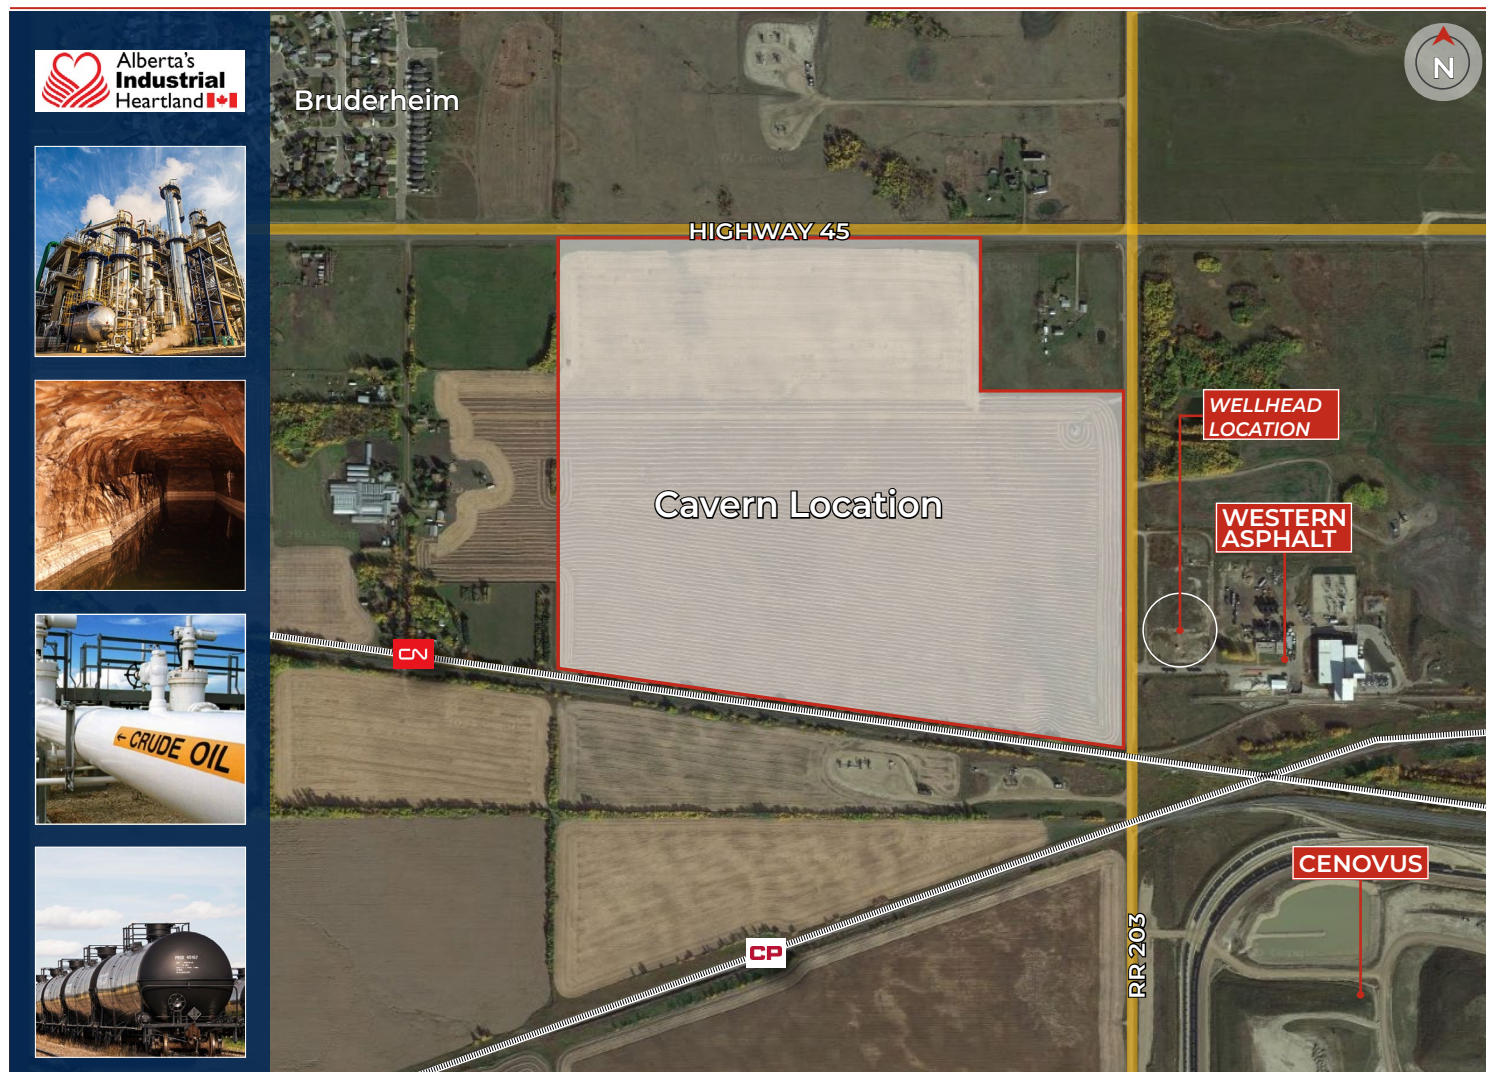 Alberta's
Industrial
Heartland
Bruderheim
N
HIGHWAY 45
WELLHEAD
LOCATION
Cavern Location
WESTERN
ASPHALT
CN
← CRUDE OIL
CENOVUS
CP
RR 203